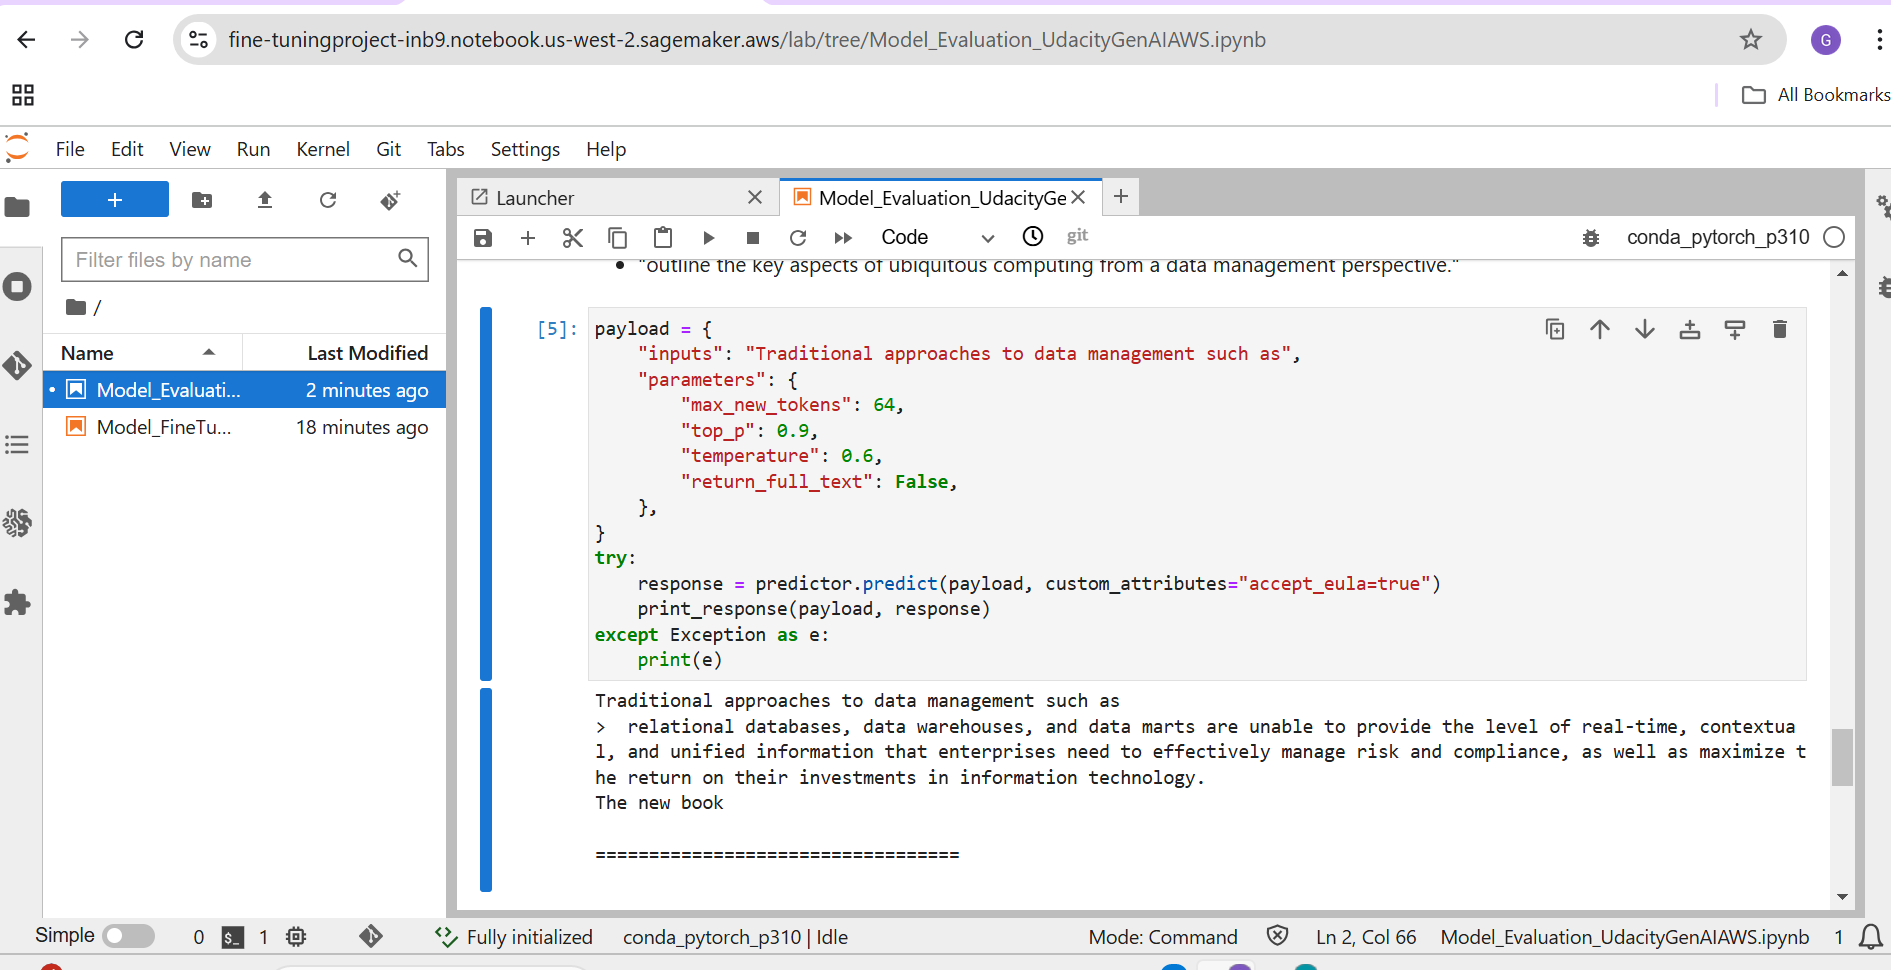 fine-tuningproject-inb9.notebook.us-west-2.sagemaker.aws/lab/tree/Model_Evaluation_UdacityGenAIAWS.ipynb
G
All Bookmarks
File Edit View Run Kernel Git Tabs Settings Help
+
Launcher
Model_Evaluation_UdacityGe
Code
git
conda_pytorch_p310
Filter files by name
/
Name Last Modified
Model_Evaluati... 2 minutes ago
Model_FineTu... 18 minutes ago
• "outline the key aspects of ubiquitous computing from a data management perspective."
[5]:
payload = {
    "inputs": "Traditional approaches to data management such as",
    "parameters": {
        "max_new_tokens": 64,
        "top_p": 0.9,
        "temperature": 0.6,
        "return_full_text": False,
    },
}
try:
    response = predictor.predict(payload, custom_attributes="accept_eula=true")
    print_response(payload, response)
except Exception as e:
    print(e)
Traditional approaches to data management such as
>  relational databases, data warehouses, and data marts are unable to provide the level of real-time, contextua
l, and unified information that enterprises need to effectively manage risk and compliance, as well as maximize t
he return on their investments in information technology.
The new book
==================================
Simple 0 $_ 1 Fully initialized conda_pytorch_p310 | Idle Mode: Command Ln 2, Col 66 Model_Evaluation_UdacityGenAIAWS.ipynb 1